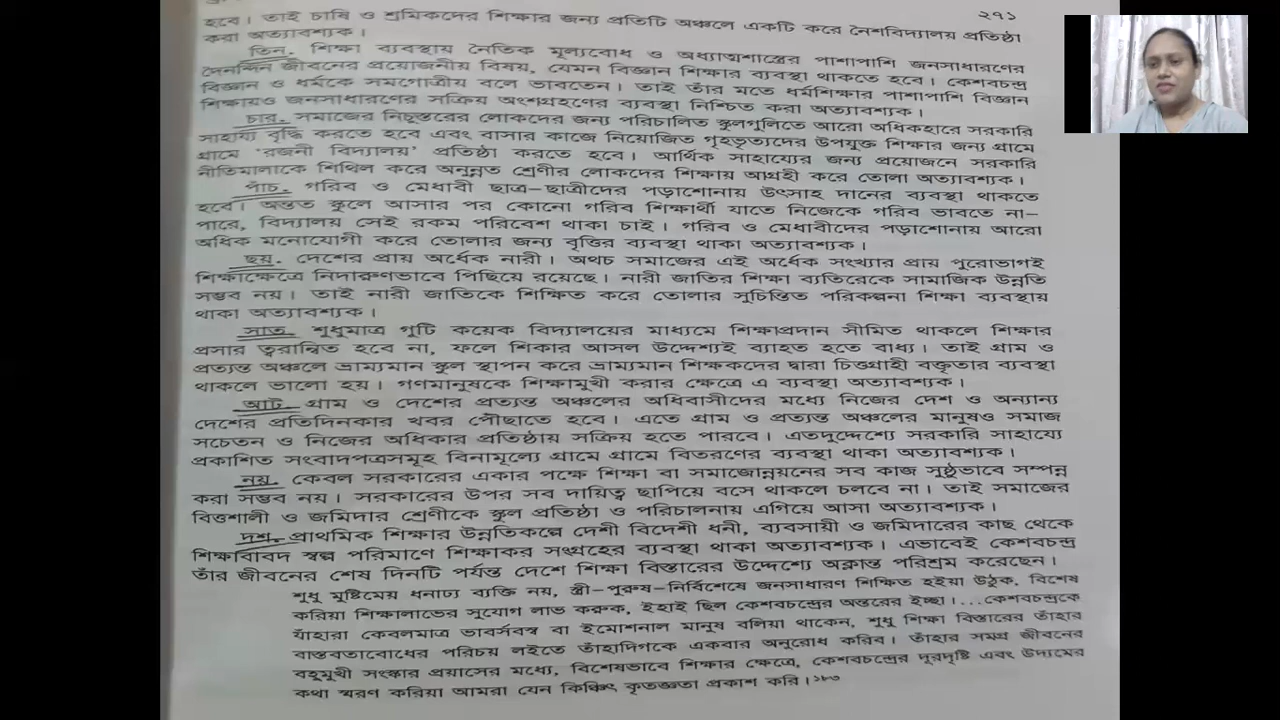 ২৭১
হবে। তাই চাষি ও শ্রমিকদের শিক্ষার জন্য প্রতিটি অঞ্চলে একটি করে নৈশবিদ্যালয় প্রতিষ্ঠা
করা অত্যাবশ্যক।
তিন. শিক্ষা ব্যবস্থায় নৈতিক মূল্যবোধ ও অধ্যাত্মশাস্ত্রের পাশাপাশি জনসাধারণের
দৈনন্দিন জীবনের প্রয়োজনীয় বিষয়, যেমন বিজ্ঞান শিক্ষার ব্যবস্থা থাকতে হবে। কেশবচন্দ্র
বিজ্ঞান ও ধর্মকে সমগোত্রীয় বলে ভাবতেন। তাই তাঁর মতে ধর্মশিক্ষার পাশাপাশি বিজ্ঞান
শিক্ষায়ও জনসাধারণের সক্রিয় অংশগ্রহণের ব্যবস্থা নিশ্চিত করা অত্যাবশ্যক।
চার. সমাজের নিচুস্তরের লোকদের জন্য পরিচালিত স্কুলগুলিতে আরো অধিকহারে সরকারি
সাহায্য বৃদ্ধি করতে হবে এবং বাসার কাজে নিয়োজিত গৃহভৃত্যদের উপযুক্ত শিক্ষার জন্য গ্রামে
গ্রামে ‘রজনী বিদ্যালয়’ প্রতিষ্ঠা করতে হবে। আর্থিক সাহায্যের জন্য প্রয়োজনে সরকারি
নীতিমালাকে শিথিল করে অনুন্নত শ্রেণীর লোকদের শিক্ষায় আগ্রহী করে তোলা অত্যাবশ্যক।
পাঁচ. গরিব ও মেধাবী ছাত্র-ছাত্রীদের পড়াশোনায় উৎসাহ দানের ব্যবস্থা থাকতে
হবে। অন্তত স্কুলে আসার পর কোনো গরিব শিক্ষার্থী যাতে নিজেকে গরিব ভাবতে না-
পারে, বিদ্যালয় সেই রকম পরিবেশ থাকা চাই। গরিব ও মেধাবীদের পড়াশোনায় আরো
অধিক মনোযোগী করে তোলার জন্য বৃত্তির ব্যবস্থা থাকা অত্যাবশ্যক।
ছয়. দেশের প্রায় অর্ধেক নারী। অথচ সমাজের এই অর্ধেক সংখ্যার প্রায় পুরোভাগই
শিক্ষাক্ষেত্রে নিদারুণভাবে পিছিয়ে রয়েছে। নারী জাতির শিক্ষা ব্যতিরেকে সামাজিক উন্নতি
সম্ভব নয়। তাই নারী জাতিকে শিক্ষিত করে তোলার সুচিন্তিত পরিকল্পনা শিক্ষা ব্যবস্থায়
থাকা অত্যাবশ্যক।
সাত. শুধুমাত্র গুটি কয়েক বিদ্যালয়ের মাধ্যমে শিক্ষাপ্রদান সীমিত থাকলে শিক্ষার
প্রসার ত্বরান্বিত হবে না, ফলে শিকার আসল উদ্দেশ্যই ব্যাহত হতে বাধ্য। তাই গ্রাম ও
প্রত্যন্ত অঞ্চলে ভ্রাম্যমান স্কুল স্থাপন করে ভ্রাম্যমান শিক্ষকদের দ্বারা চিত্তগ্রাহী বক্তৃতার ব্যবস্থা
থাকলে ভালো হয়। গণমানুষকে শিক্ষামুখী করার ক্ষেত্রে এ ব্যবস্থা অত্যাবশ্যক।
আট. গ্রাম ও দেশের প্রত্যন্ত অঞ্চলের অধিবাসীদের মধ্যে নিজের দেশ ও অন্যান্য
দেশের প্রতিদিনকার খবর পৌঁছাতে হবে। এতে গ্রাম ও প্রত্যন্ত অঞ্চলের মানুষও সমাজ
সচেতন ও নিজের অধিকার প্রতিষ্ঠায় সক্রিয় হতে পারবে। এতদুদ্দেশ্যে সরকারি সাহায্যে
প্রকাশিত সংবাদপত্রসমূহ বিনামূল্যে গ্রামে গ্রামে বিতরণের ব্যবস্থা থাকা অত্যাবশ্যক।
নয়. কেবল সরকারের একার পক্ষে শিক্ষা বা সমাজোন্নয়নের সব কাজ সুষ্ঠুভাবে সম্পন্ন
করা সম্ভব নয়। সরকারের উপর সব দায়িত্ব ছাপিয়ে বসে থাকলে চলবে না। তাই সমাজের
বিত্তশালী ও জমিদার শ্রেণীকে স্কুল প্রতিষ্ঠা ও পরিচালনায় এগিয়ে আসা অত্যাবশ্যক।
দশ. প্রাথমিক শিক্ষার উন্নতিকল্পে দেশী বিদেশী ধনী, ব্যবসায়ী ও জমিদারের কাছ থেকে
শিক্ষাবাবদ স্বল্প পরিমাণে শিক্ষাকর সংগ্রহের ব্যবস্থা থাকা অত্যাবশ্যক। এভাবেই কেশবচন্দ্র
তাঁর জীবনের শেষ দিনটি পর্যন্ত দেশে শিক্ষা বিস্তারের উদ্দেশ্যে অক্লান্ত পরিশ্রম করেছেন।
শুধু মুষ্টিমেয় ধনাঢ্য ব্যক্তি নয়, স্ত্রী-পুরুষ-নির্বিশেষে জনসাধারণ শিক্ষিত হইয়া উঠুক, বিশেষ
করিয়া শিক্ষালাভের সুযোগ লাভ করুক, ইহাই ছিল কেশবচন্দ্রের অন্তরের ইচ্ছা।...কেশবচন্দ্রকে
যাঁহারা কেবলমাত্র ভাবসর্বস্ব বা ইমোশনাল মানুষ বলিয়া থাকেন, শুধু শিক্ষা বিস্তারের তাঁহার
বাস্তবতাবোধের পরিচয় লইতে তাঁহাদিগকে একবার অনুরোধ করিব। তাঁহার সমগ্র জীবনের
বহুমুখী সংস্কার প্রয়াসের মধ্যে, বিশেষভাবে শিক্ষার ক্ষেত্রে, কেশবচন্দ্রের দূরদৃষ্টি এবং উদ্যমের
কথা স্মরণ করিয়া আমরা যেন কিঞ্চিৎ কৃতজ্ঞতা প্রকাশ করি।১৮৩